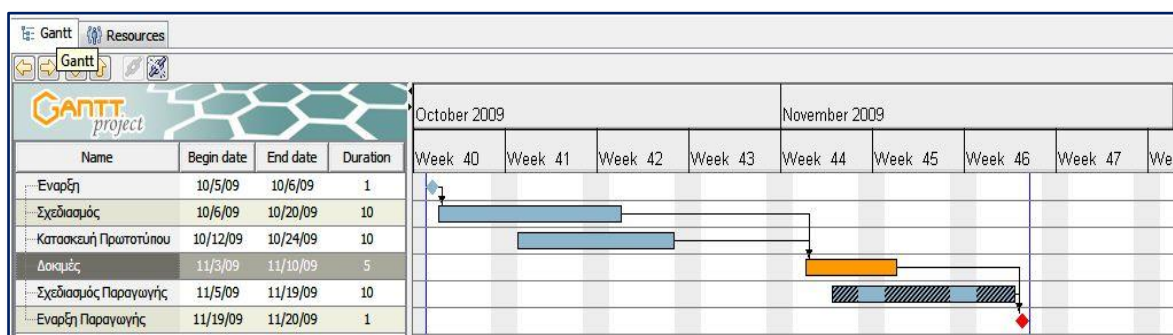 Gantt
Resources
Gantt
GANTT
project
October 2009
November 2009
Name Begin date End date Duration
Week 40 Week 41 Week 42 Week 43 Week 44 Week 45 Week 46 Week 47 We
Έναρξη 10/5/09 10/6/09 1
Σχεδιασμός 10/6/09 10/20/09 10
Κατασκευή Πρωτοτύπου 10/12/09 10/24/09 10
Δοκιμές 11/3/09 11/10/09 5
Σχεδιασμός Παραγωγής 11/5/09 11/19/09 10
Εναρξη Παραγωγής 11/19/09 11/20/09 1